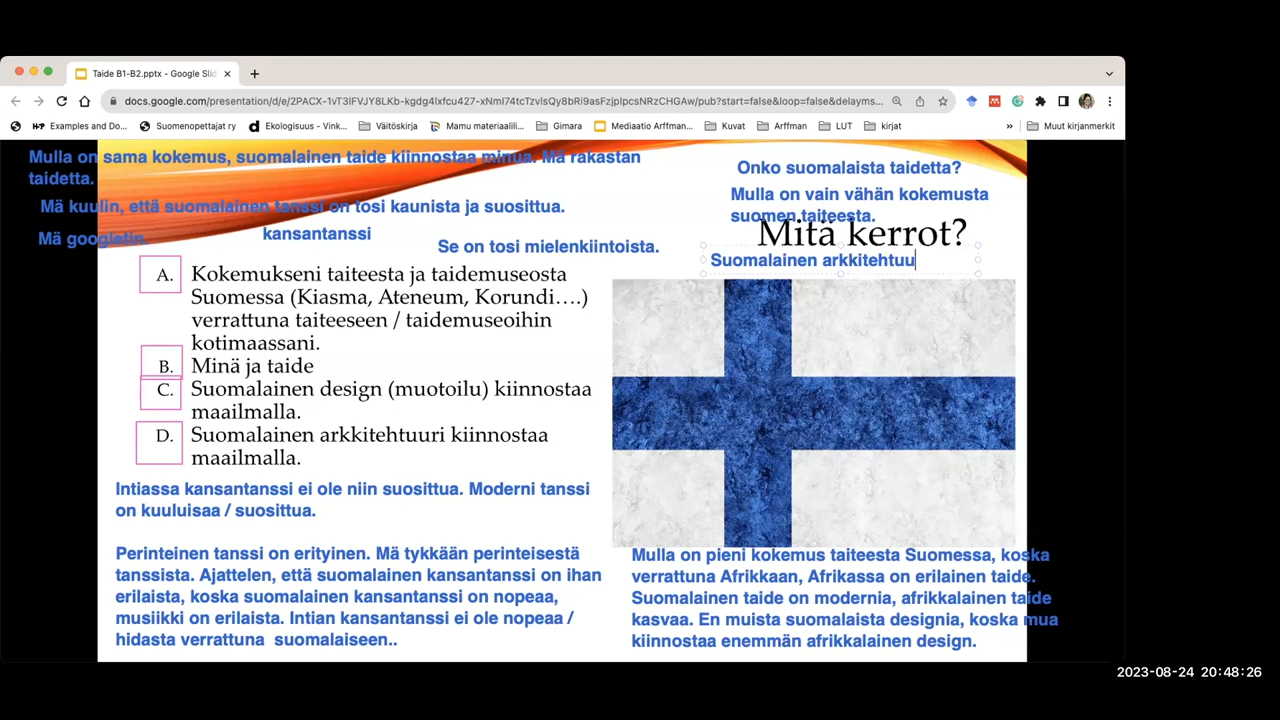 Taide B1-B2.pptx - Google Slid
docs.google.com/presentation/d/e/2PACX-1vT3lFVJY8LKb-kgdg4lxfcu427-xNml74tcTzvlsQy8bRi9asFzjplpcsNRzCHGAw/pub?start=false&loop=false&delayms...
Examples and Do...
Suomenopettajat ry
Ekologisuus - Vink...
Väitöskirja
Mamu materiaalili...
Gimara
Mediaatio Arffman...
Kuvat
Arffman
LUT
kirjat
»
Muut kirjanmerkit
Mulla on sama kokemus, suomalainen taide kiinnostaa minua. Mä rakastan
taidetta.
Mä kuulin, että suomalainen tanssi on tosi kaunista ja suosittua.
Mä googletin.
kansantanssi
Se on tosi mielenkiintoista.
Onko suomalaista taidetta?
Mulla on vain vähän kokemusta
suomen taiteesta.
Mitä kerrot?
Suomalainen arkkitehtuu
A. Kokemukseni taiteesta ja taidemuseosta
Suomessa (Kiasma, Ateneum, Korundi….)
verrattuna taiteeseen / taidemuseoihin
kotimaassani.
B. Minä ja taide
C. Suomalainen design (muotoilu) kiinnostaa
maailmalla.
D. Suomalainen arkkitehtuuri kiinnostaa
maailmalla.
Intiassa kansantanssi ei ole niin suosittua. Moderni tanssi
on kuuluisaa / suosittua.
Perinteinen tanssi on erityinen. Mä tykkään perinteisestä
tanssista. Ajattelen, että suomalainen kansantanssi on ihan
erilaista, koska suomalainen kansantanssi on nopeaa,
musiikki on erilaista. Intian kansantanssi ei ole nopeaa /
hidasta verrattuna suomalaiseen..
Mulla on pieni kokemus taiteesta Suomessa, koska
verrattuna Afrikkaan, Afrikassa on erilainen taide.
Suomalainen taide on modernia, afrikkalainen taide
kasvaa. En muista suomalaista designia, koska mua
kiinnostaa enemmän afrikkalainen design.
2023-08-24 20:48:26